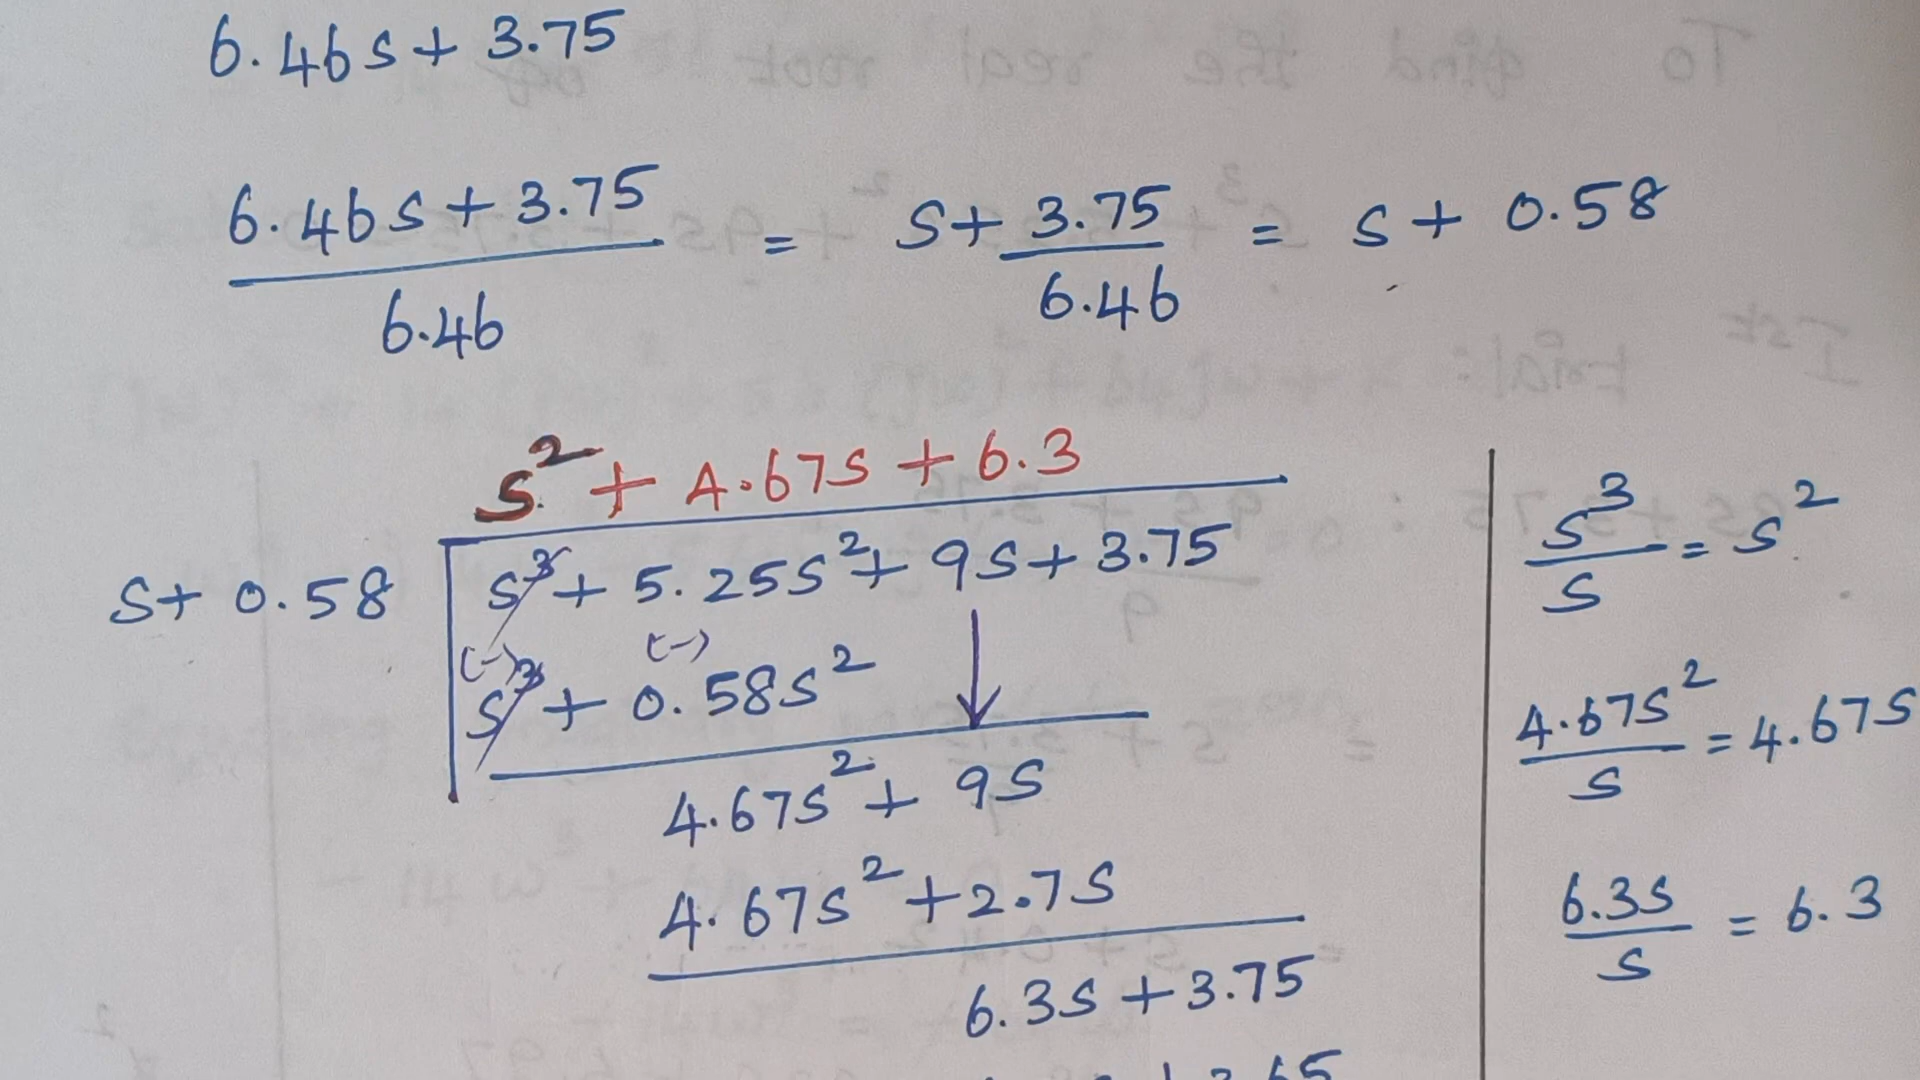 6.46s + 3.75
6.46s + 3.75 / 6.46 = s + 3.75 / 6.46 = s + 0.58
s² + 4.67s + 6.3
s + 0.58
s³ + 5.25s² + 9s + 3.75
(-) (-)
s³ + 0.58s²
4.67s² + 9s
4.67s² + 2.7s
6.3s + 3.75
s³ / s = s²
4.67s² / s = 4.67s
6.3s / s = 6.3